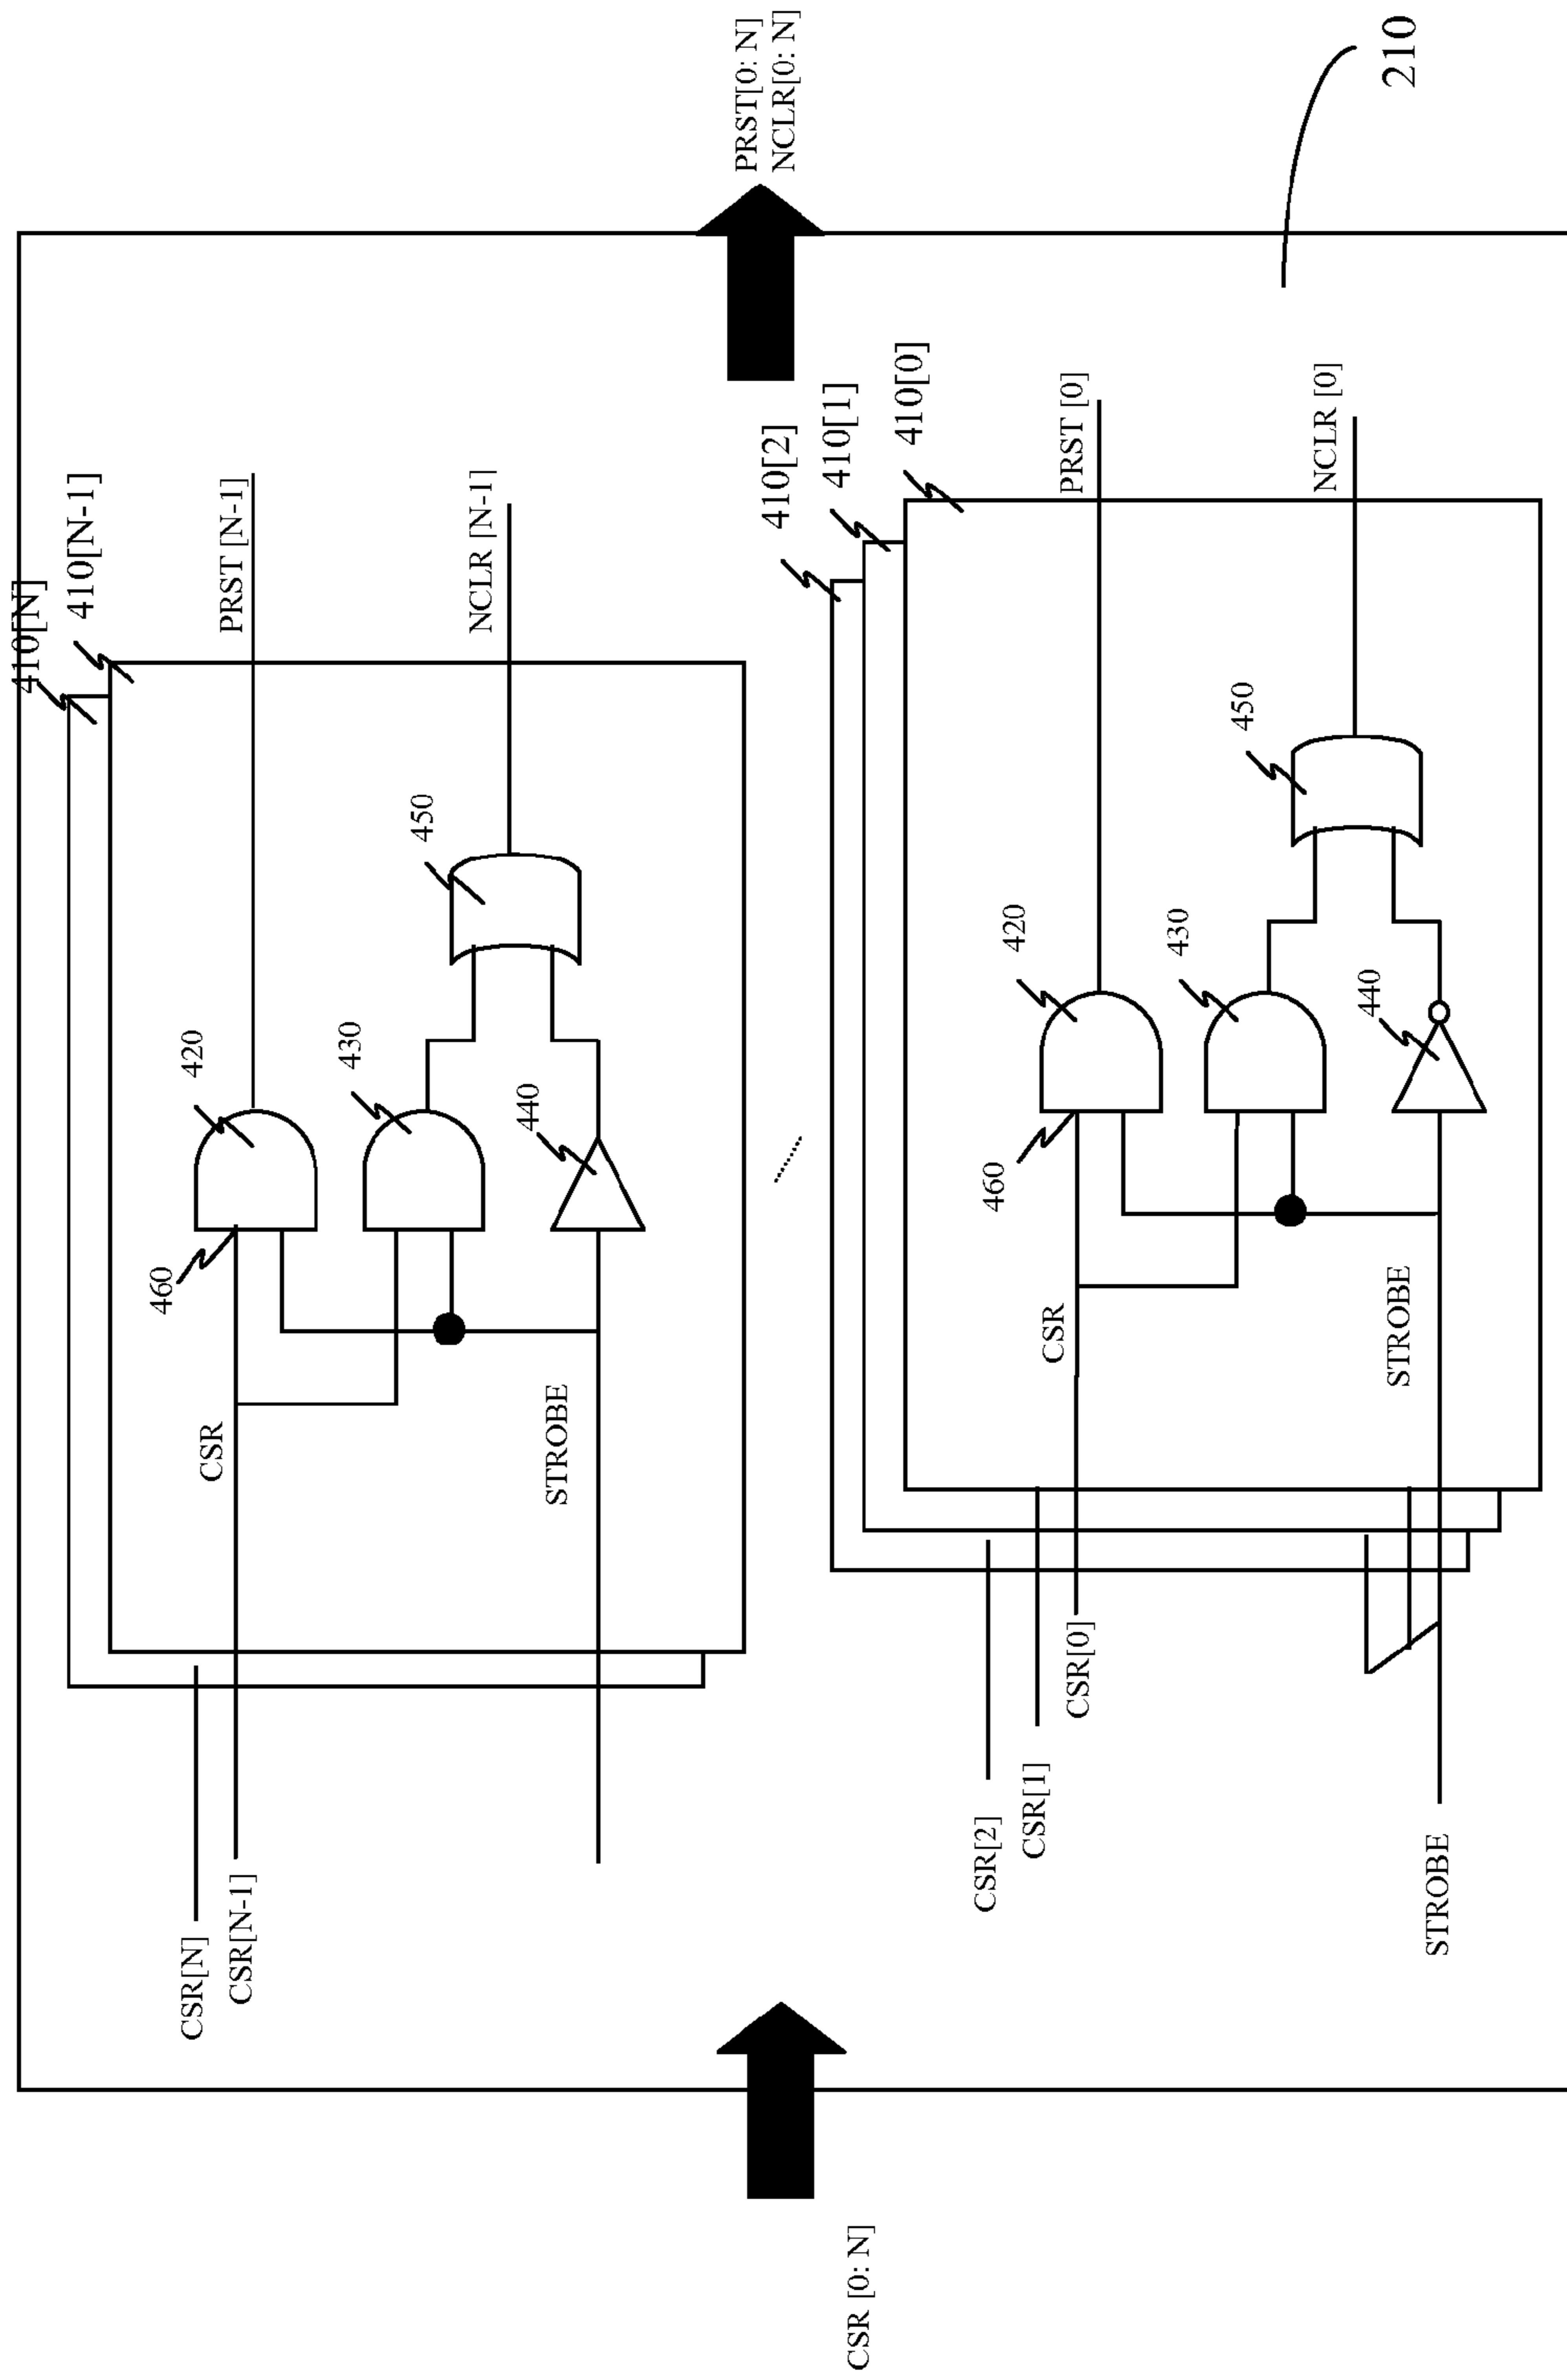 CSR [0: N]
CSR[N]
CSR[N-1]
CSR
STROBE
460
420
430
440
450
PRST [N-1]
NCLR [N-1]
410[N]
410[N-1]
PRST[0: N]
NCLR[0: N]
CSR[2]
CSR[1]
CSR[0]
STROBE
CSR
STROBE
460
420
430
440
450
PRST [0]
NCLR [0]
410[2]
410[1]
410[0]
210